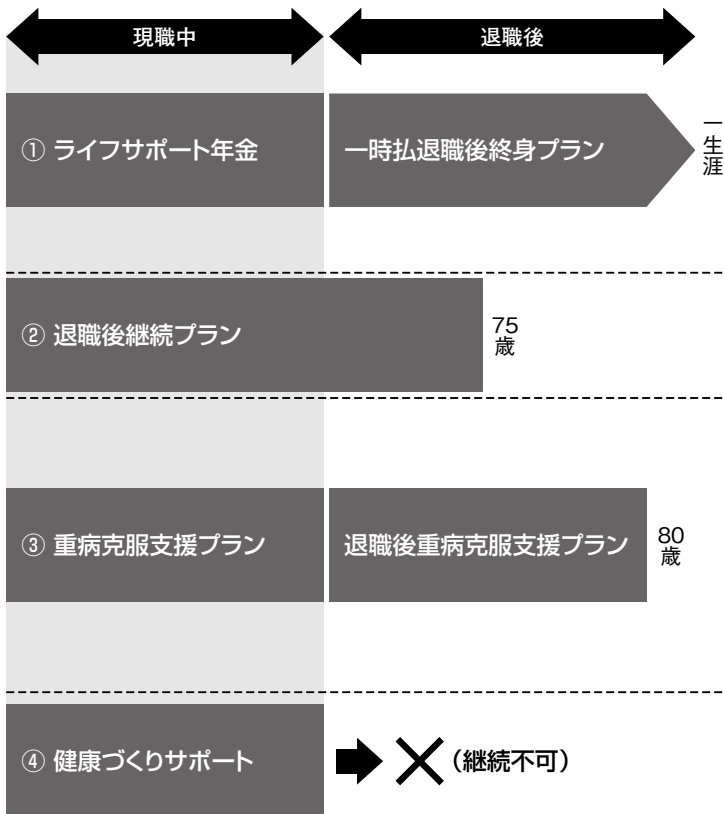 現職中
退職後
① ライフサポート年金
一時払退職後終身プラン
一生涯
② 退職後継続プラン
75
歳
③ 重病克服支援プラン
退職後重病克服支援プラン
80
歳
④ 健康づくりサポート
(継続不可)